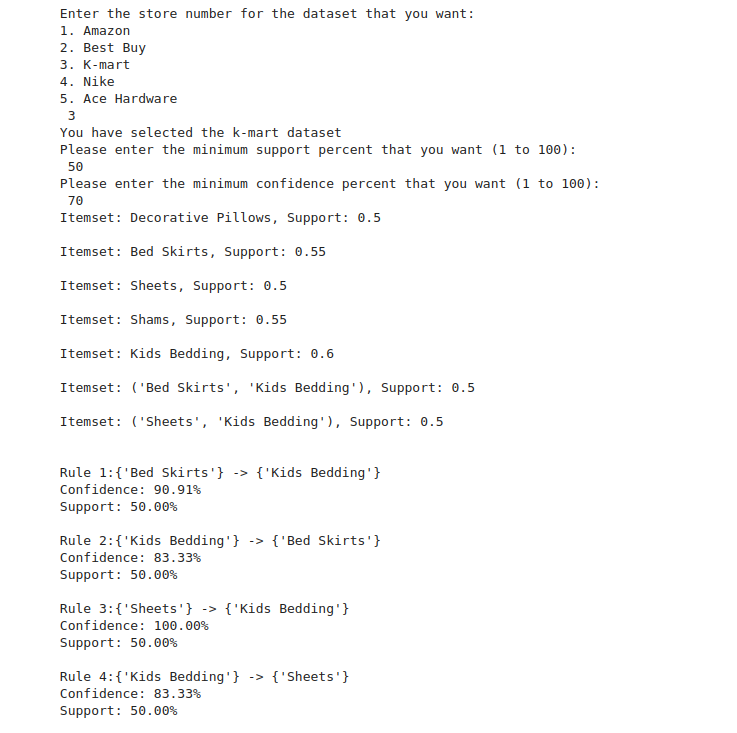 Enter the store number for the dataset that you want:
1. Amazon
2. Best Buy
3. K-mart
4. Nike
5. Ace Hardware
3
You have selected the k-mart dataset
Please enter the minimum support percent that you want (1 to 100):
50
Please enter the minimum confidence percent that you want (1 to 100):
70
Itemset: Decorative Pillows, Support: 0.5
Itemset: Bed Skirts, Support: 0.55
Itemset: Sheets, Support: 0.5
Itemset: Shams, Support: 0.55
Itemset: Kids Bedding, Support: 0.6
Itemset: ('Bed Skirts', 'Kids Bedding'), Support: 0.5
Itemset: ('Sheets', 'Kids Bedding'), Support: 0.5
Rule 1:{'Bed Skirts'} -> {'Kids Bedding'}
Confidence: 90.91%
Support: 50.00%
Rule 2:{'Kids Bedding'} -> {'Bed Skirts'}
Confidence: 83.33%
Support: 50.00%
Rule 3:{'Sheets'} -> {'Kids Bedding'}
Confidence: 100.00%
Support: 50.00%
Rule 4:{'Kids Bedding'} -> {'Sheets'}
Confidence: 83.33%
Support: 50.00%